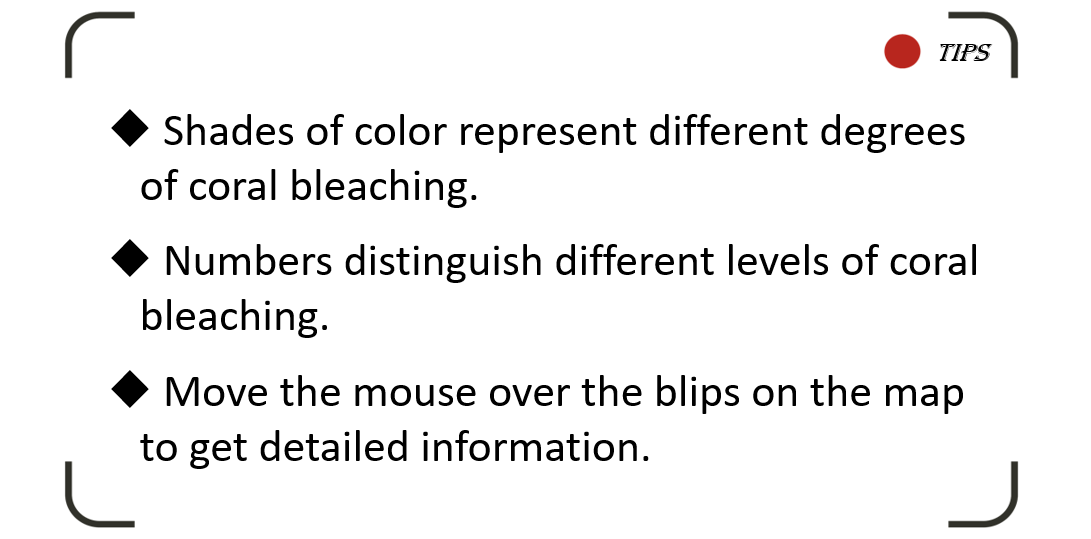 TIPS
◆ Shades of color represent different degrees
of coral bleaching.
◆ Numbers distinguish different levels of coral
bleaching.
◆ Move the mouse over the blips on the map
to get detailed information.